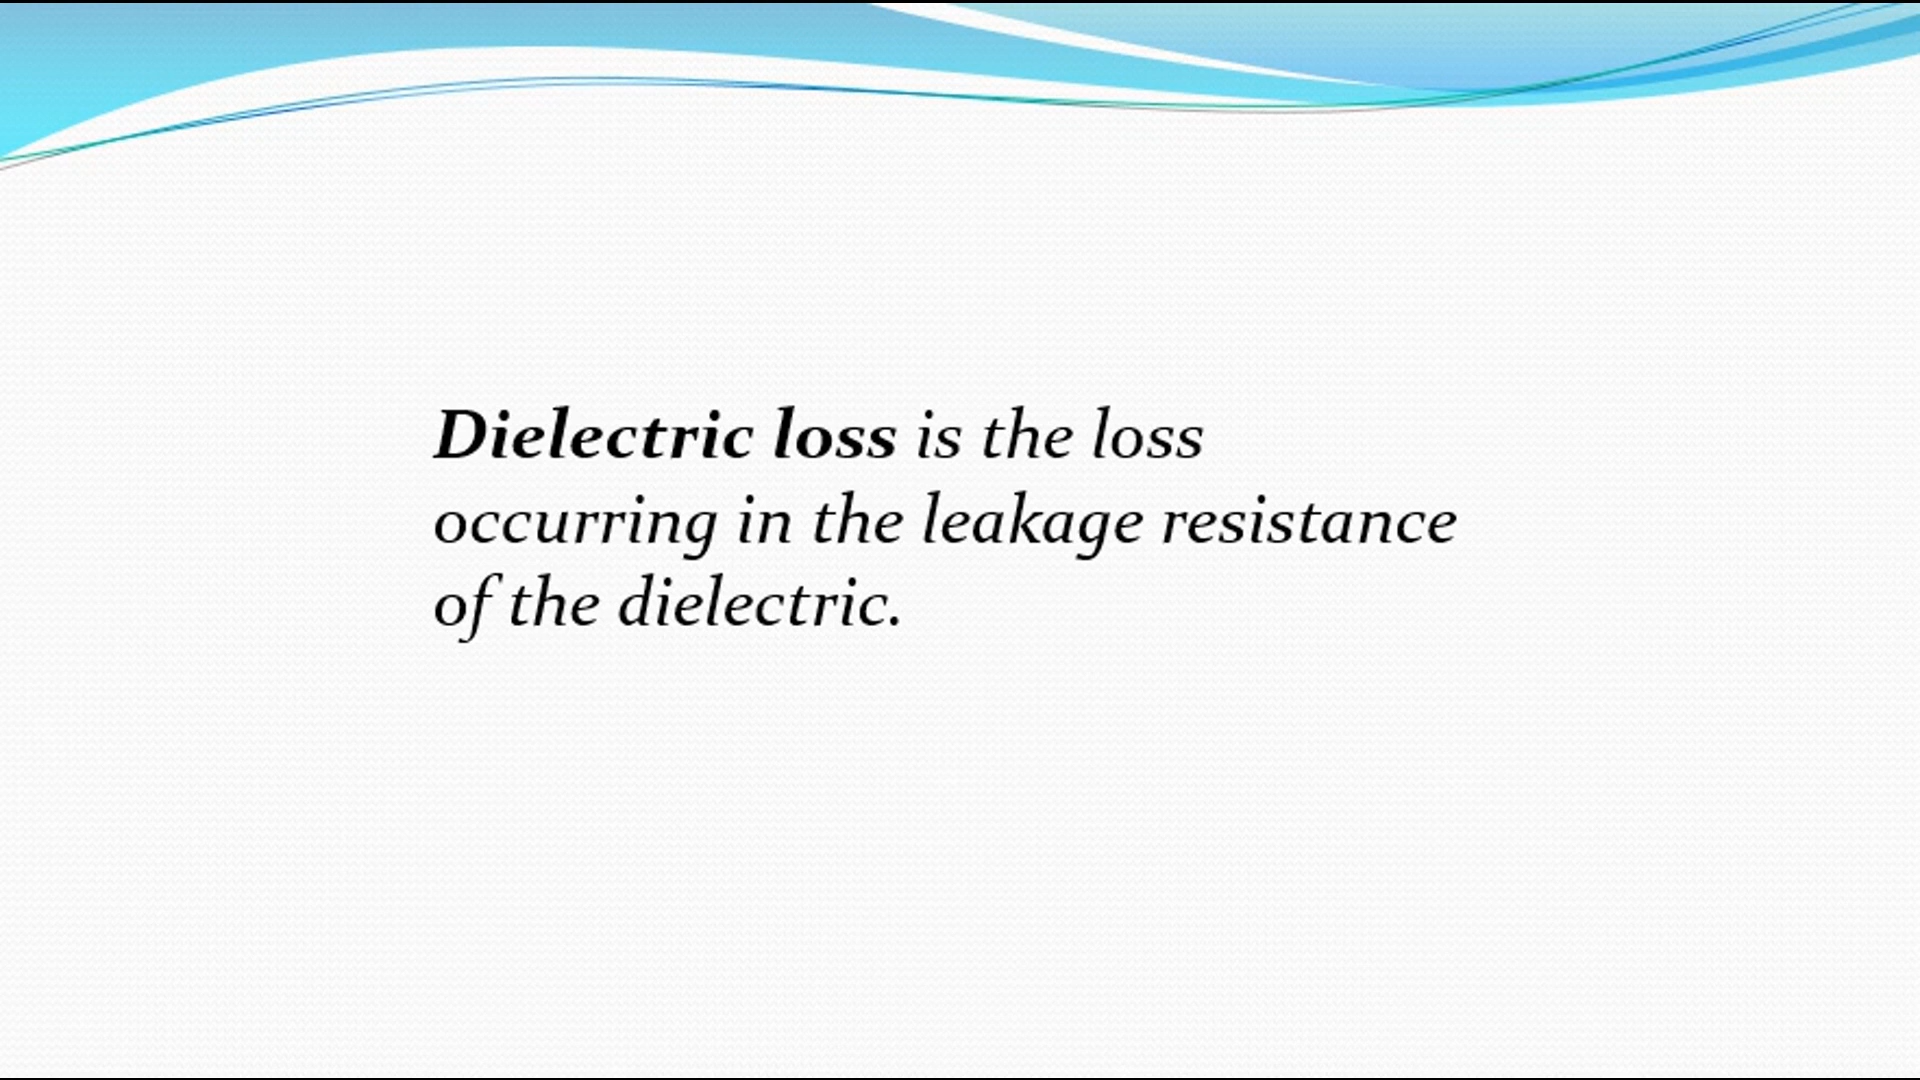 Dielectric loss is the loss
occurring in the leakage resistance
of the dielectric.